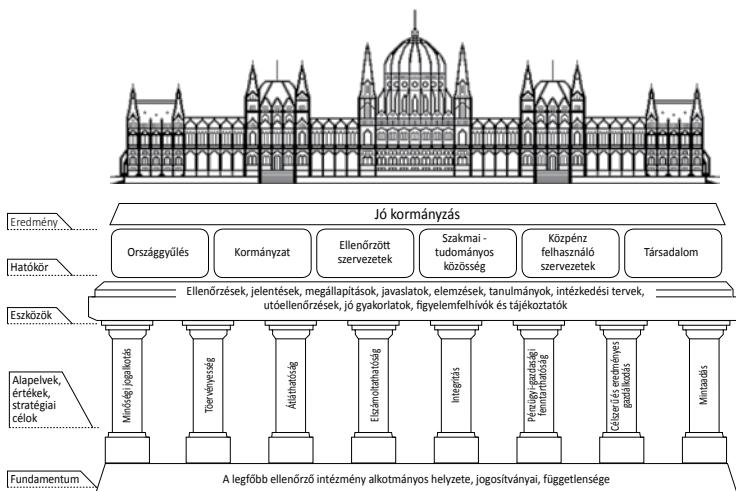 Eredmény
Jó kormányzás
Hatókör
Országgyűlés
Kormányzat
Ellenőrzött
szervezetek
Szakmai -
tudományos
közösség
Közpénz
felhasználó
szervezetek
Társadalom
Eszközök
Ellenőrzések, jelentések, megállapítások, javaslatok, elemzések, tanulmányok, intézkedési tervek,
utóellenőrzések, jó gyakorlatok, figyelemfelhívók és tájékoztatók
Alapelvek,
értékek,
stratégiai
célok
Minőségi jogalkotás
Törvényesség
Átláthatóság
Elszámoltathatóság
Integritás
Pénzügyi-gazdasági
fenntarthatóság
Célszerű és eredményes
gazdálkodás
Mintaadás
Fundamentum
A legfőbb ellenőrző intézmény alkotmányos helyzete, jogosítványai, függetlensége